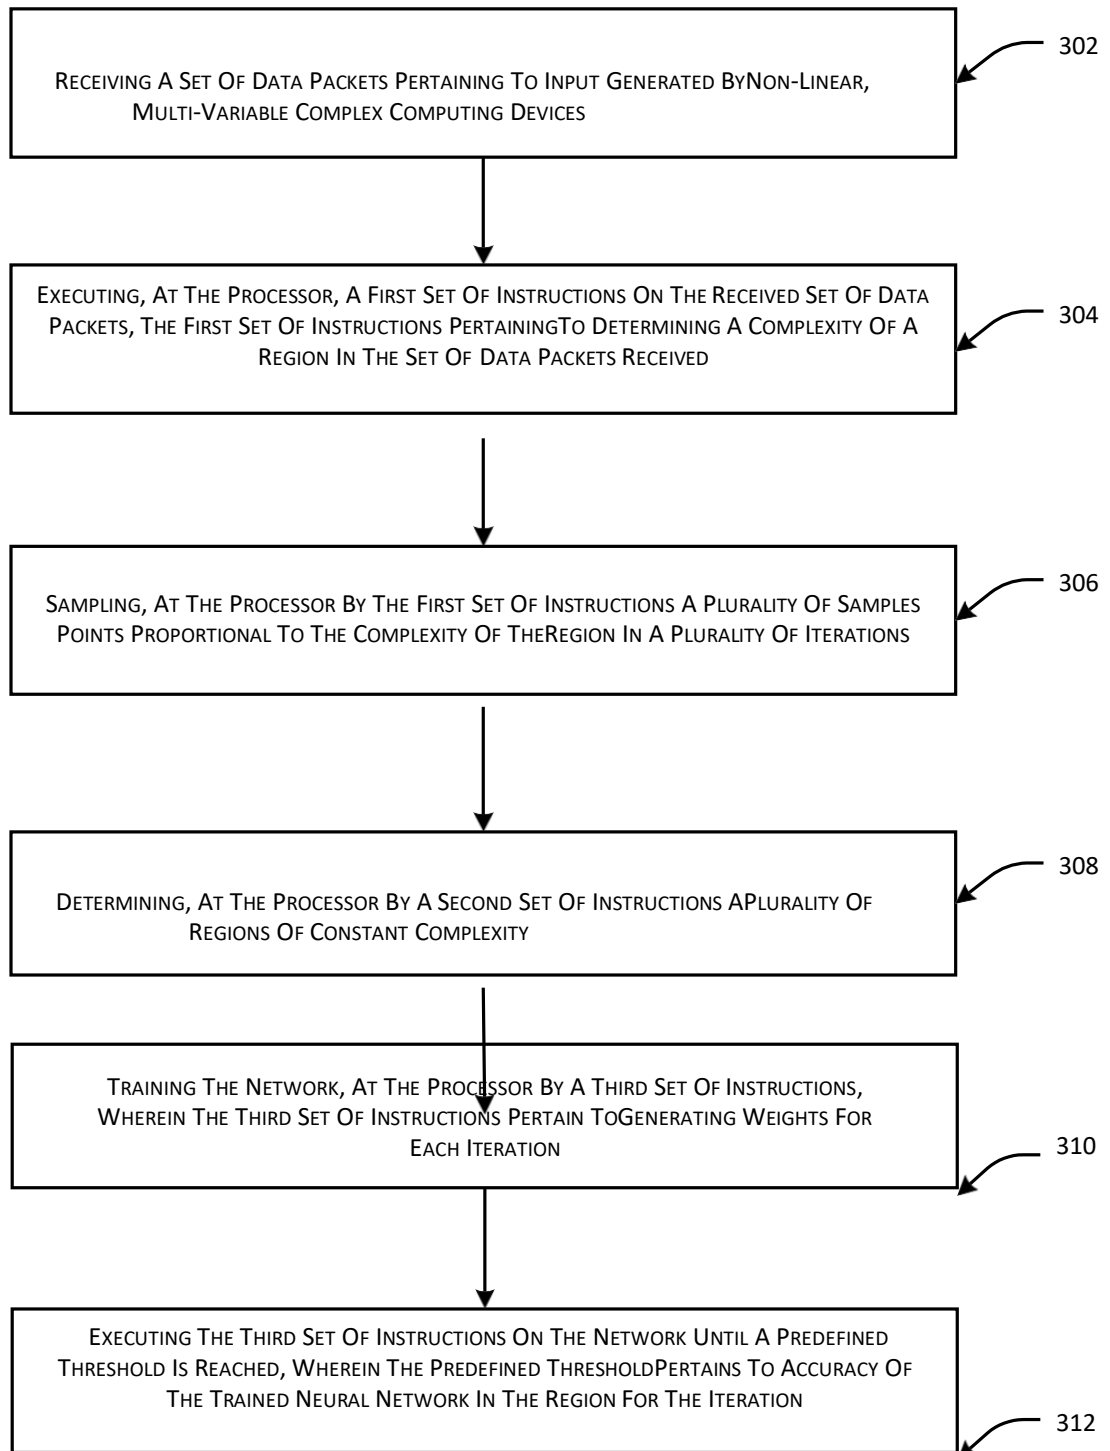 302
RECEIVING A SET OF DATA PACKETS PERTAINING TO INPUT GENERATED BYNON-LINEAR,
MULTI-VARIABLE COMPLEX COMPUTING DEVICES
EXECUTING, AT THE PROCESSOR, A FIRST SET OF INSTRUCTIONS ON THE RECEIVED SET OF DATA
PACKETS, THE FIRST SET OF INSTRUCTIONS PERTAININGTO DETERMINING A COMPLEXITY OF A
REGION IN THE SET OF DATA PACKETS RECEIVED
304
SAMPLING, AT THE PROCESSOR BY THE FIRST SET OF INSTRUCTIONS A PLURALITY OF SAMPLES
POINTS PROPORTIONAL TO THE COMPLEXITY OF THEREGION IN A PLURALITY OF ITERATIONS
306
DETERMINING, AT THE PROCESSOR BY A SECOND SET OF INSTRUCTIONS APLURALITY OF
REGIONS OF CONSTANT COMPLEXITY
308
TRAINING THE NETWORK, AT THE PROCESSOR BY A THIRD SET OF INSTRUCTIONS,
WHEREIN THE THIRD SET OF INSTRUCTIONS PERTAIN TOGENERATING WEIGHTS FOR
EACH ITERATION
310
EXECUTING THE THIRD SET OF INSTRUCTIONS ON THE NETWORK UNTIL A PREDEFINED
THRESHOLD IS REACHED, WHEREIN THE PREDEFINED THRESHOLDPERTAINS TO ACCURACY OF
THE TRAINED NEURAL NETWORK IN THE REGION FOR THE ITERATION
312